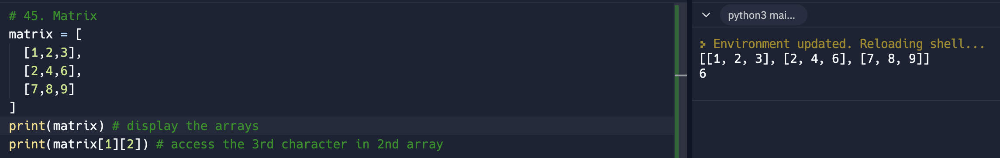 # 45. Matrix
matrix = [
  [1,2,3],
  [2,4,6],
  [7,8,9]
]
print(matrix) # display the arrays
print(matrix[1][2]) # access the 3rd character in 2nd array
python3 mai...
Environment updated. Reloading shell...
[[1, 2, 3], [2, 4, 6], [7, 8, 9]]
6